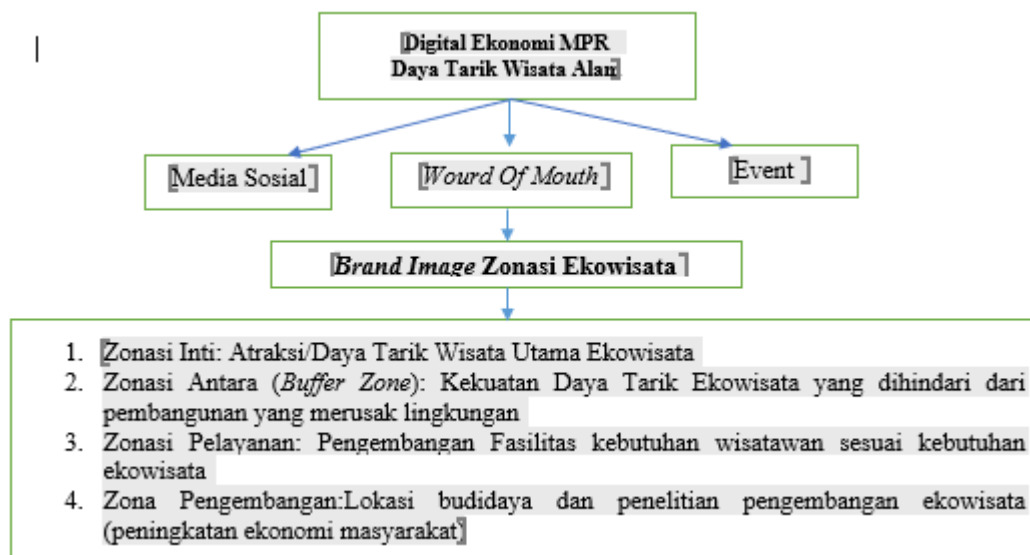 Digital Ekonomi MPR
Daya Tarik Wisata Alam
Media Sosial
Wourd Of Mouth
Event
Brand Image Zonasi Ekowisata
1. Zonasi Inti: Atraksi/Daya Tarik Wisata Utama Ekowisata
2. Zonasi Antara (Buffer Zone): Kekuatan Daya Tarik Ekowisata yang dihindari dari
pembangunan yang merusak lingkungan
3. Zonasi Pelayanan: Pengembangan Fasilitas kebutuhan wisatawan sesuai kebutuhan
ekowisata
4. Zona Pengembangan:Lokasi budidaya dan penelitian pengembangan ekowisata
(peningkatan ekonomi masyarakat)